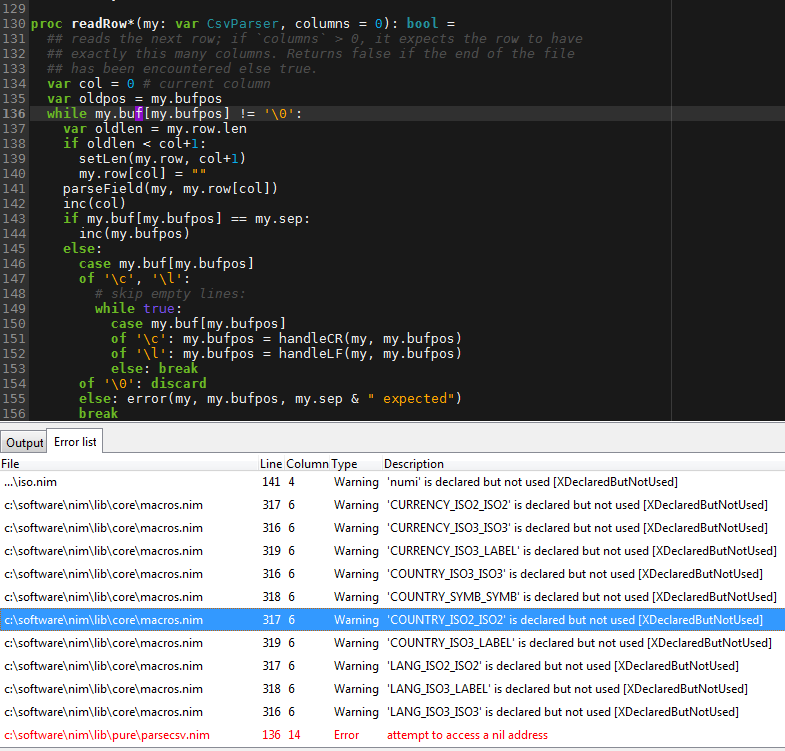 129
130 proc readRow*(my: var CsvParser, columns = 0): bool =
131   ## reads the next row; if `columns` > 0, it expects the row to have
132   ## exactly this many columns. Returns false if the end of the file
133   ## has been encountered else true.
134   var col = 0 # current column
135   var oldpos = my.bufpos
136   while my.buf[my.bufpos] != '\0':
137     var oldlen = my.row.len
138     if oldlen < col+1:
139       setLen(my.row, col+1)
140       my.row[col] = ""
141     parseField(my, my.row[col])
142     inc(col)
143     if my.buf[my.bufpos] == my.sep:
144       inc(my.bufpos)
145     else:
146       case my.buf[my.bufpos]
147       of '\c', '\l':
148         # skip empty lines:
149         while true:
150           case my.buf[my.bufpos]
151           of '\c': my.bufpos = handleCR(my, my.bufpos)
152           of '\l': my.bufpos = handleLF(my, my.bufpos)
153           else: break
154       of '\0': discard
155       else: error(my, my.bufpos, my.sep & " expected")
156       break
Output Error list
File Line Column Type Description
...\iso.nim 141 4 Warning 'numi' is declared but not used [XDeclaredButNotUsed]
c:\software\nim\lib\core\macros.nim 317 6 Warning 'CURRENCY_ISO2_ISO2' is declared but not used [XDeclaredButNotUsed]
c:\software\nim\lib\core\macros.nim 316 6 Warning 'CURRENCY_ISO3_ISO3' is declared but not used [XDeclaredButNotUsed]
c:\software\nim\lib\core\macros.nim 319 6 Warning 'CURRENCY_ISO3_LABEL' is declared but not used [XDeclaredButNotUsed]
c:\software\nim\lib\core\macros.nim 316 6 Warning 'COUNTRY_ISO3_ISO3' is declared but not used [XDeclaredButNotUsed]
c:\software\nim\lib\core\macros.nim 318 6 Warning 'COUNTRY_SYMB_SYMB' is declared but not used [XDeclaredButNotUsed]
c:\software\nim\lib\core\macros.nim 317 6 Warning 'COUNTRY_ISO2_ISO2' is declared but not used [XDeclaredButNotUsed]
c:\software\nim\lib\core\macros.nim 319 6 Warning 'COUNTRY_ISO3_LABEL' is declared but not used [XDeclaredButNotUsed]
c:\software\nim\lib\core\macros.nim 317 6 Warning 'LANG_ISO2_ISO2' is declared but not used [XDeclaredButNotUsed]
c:\software\nim\lib\core\macros.nim 318 6 Warning 'LANG_ISO3_LABEL' is declared but not used [XDeclaredButNotUsed]
c:\software\nim\lib\core\macros.nim 316 6 Warning 'LANG_ISO3_ISO3' is declared but not used [XDeclaredButNotUsed]
c:\software\nim\lib\pure\parsecsv.nim 136 14 Error attempt to access a nil address